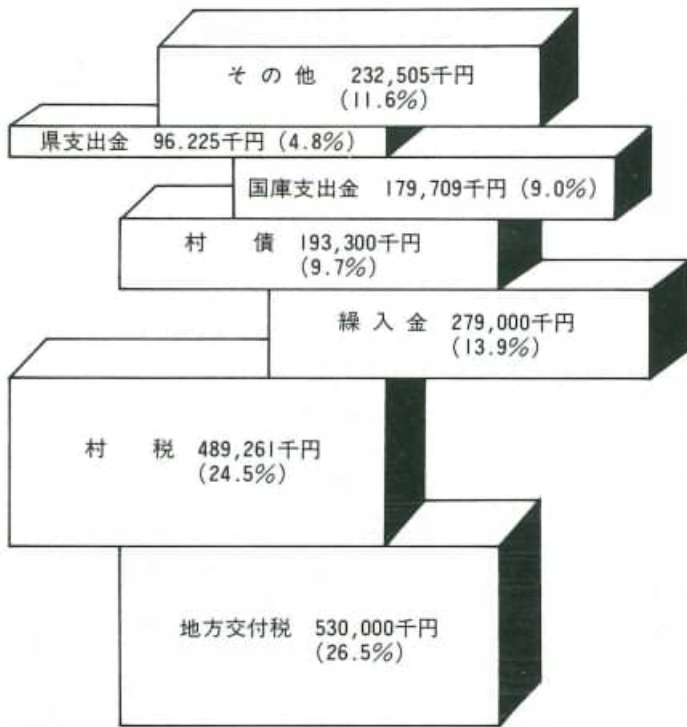 その他 232,505千円
(11.6%)
県支出金 96.225千円(4.8%)
国庫支出金 179,709千円(9.0%)
村債 193,300千円
(9.7%)
繰入金 279,000千円
(13.9%)
村税 489,261千円
(24.5%)
地方交付税 530,000千円
(26.5%)